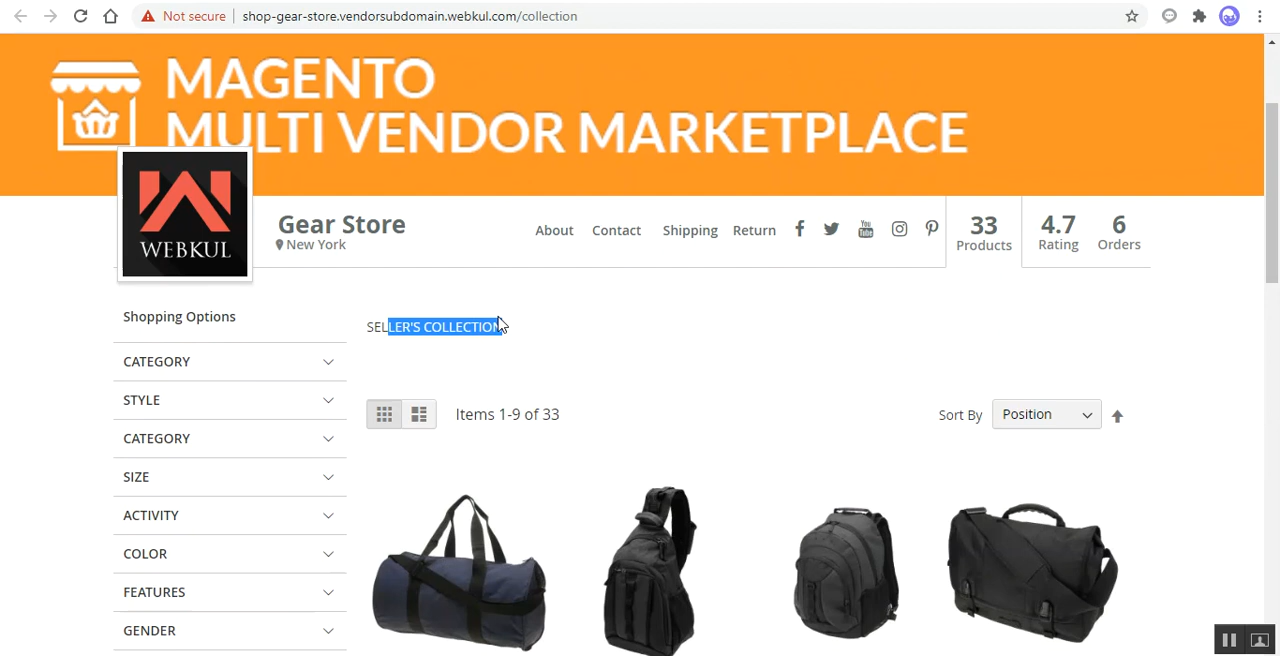 Not secure
shop-gear-store.vendorsubdomain.webkul.com/collection
MAGENTO
MULTI VENDOR MARKETPLACE
WEBKUL
Gear Store
New York
About
Contact
Shipping
Return
You
Tube
33
Products
4.7
Rating
6
Orders
Shopping Options
CATEGORY
STYLE
CATEGORY
SIZE
ACTIVITY
COLOR
FEATURES
GENDER
SELLER'S COLLECTION
Items 1-9 of 33
Sort By
Position